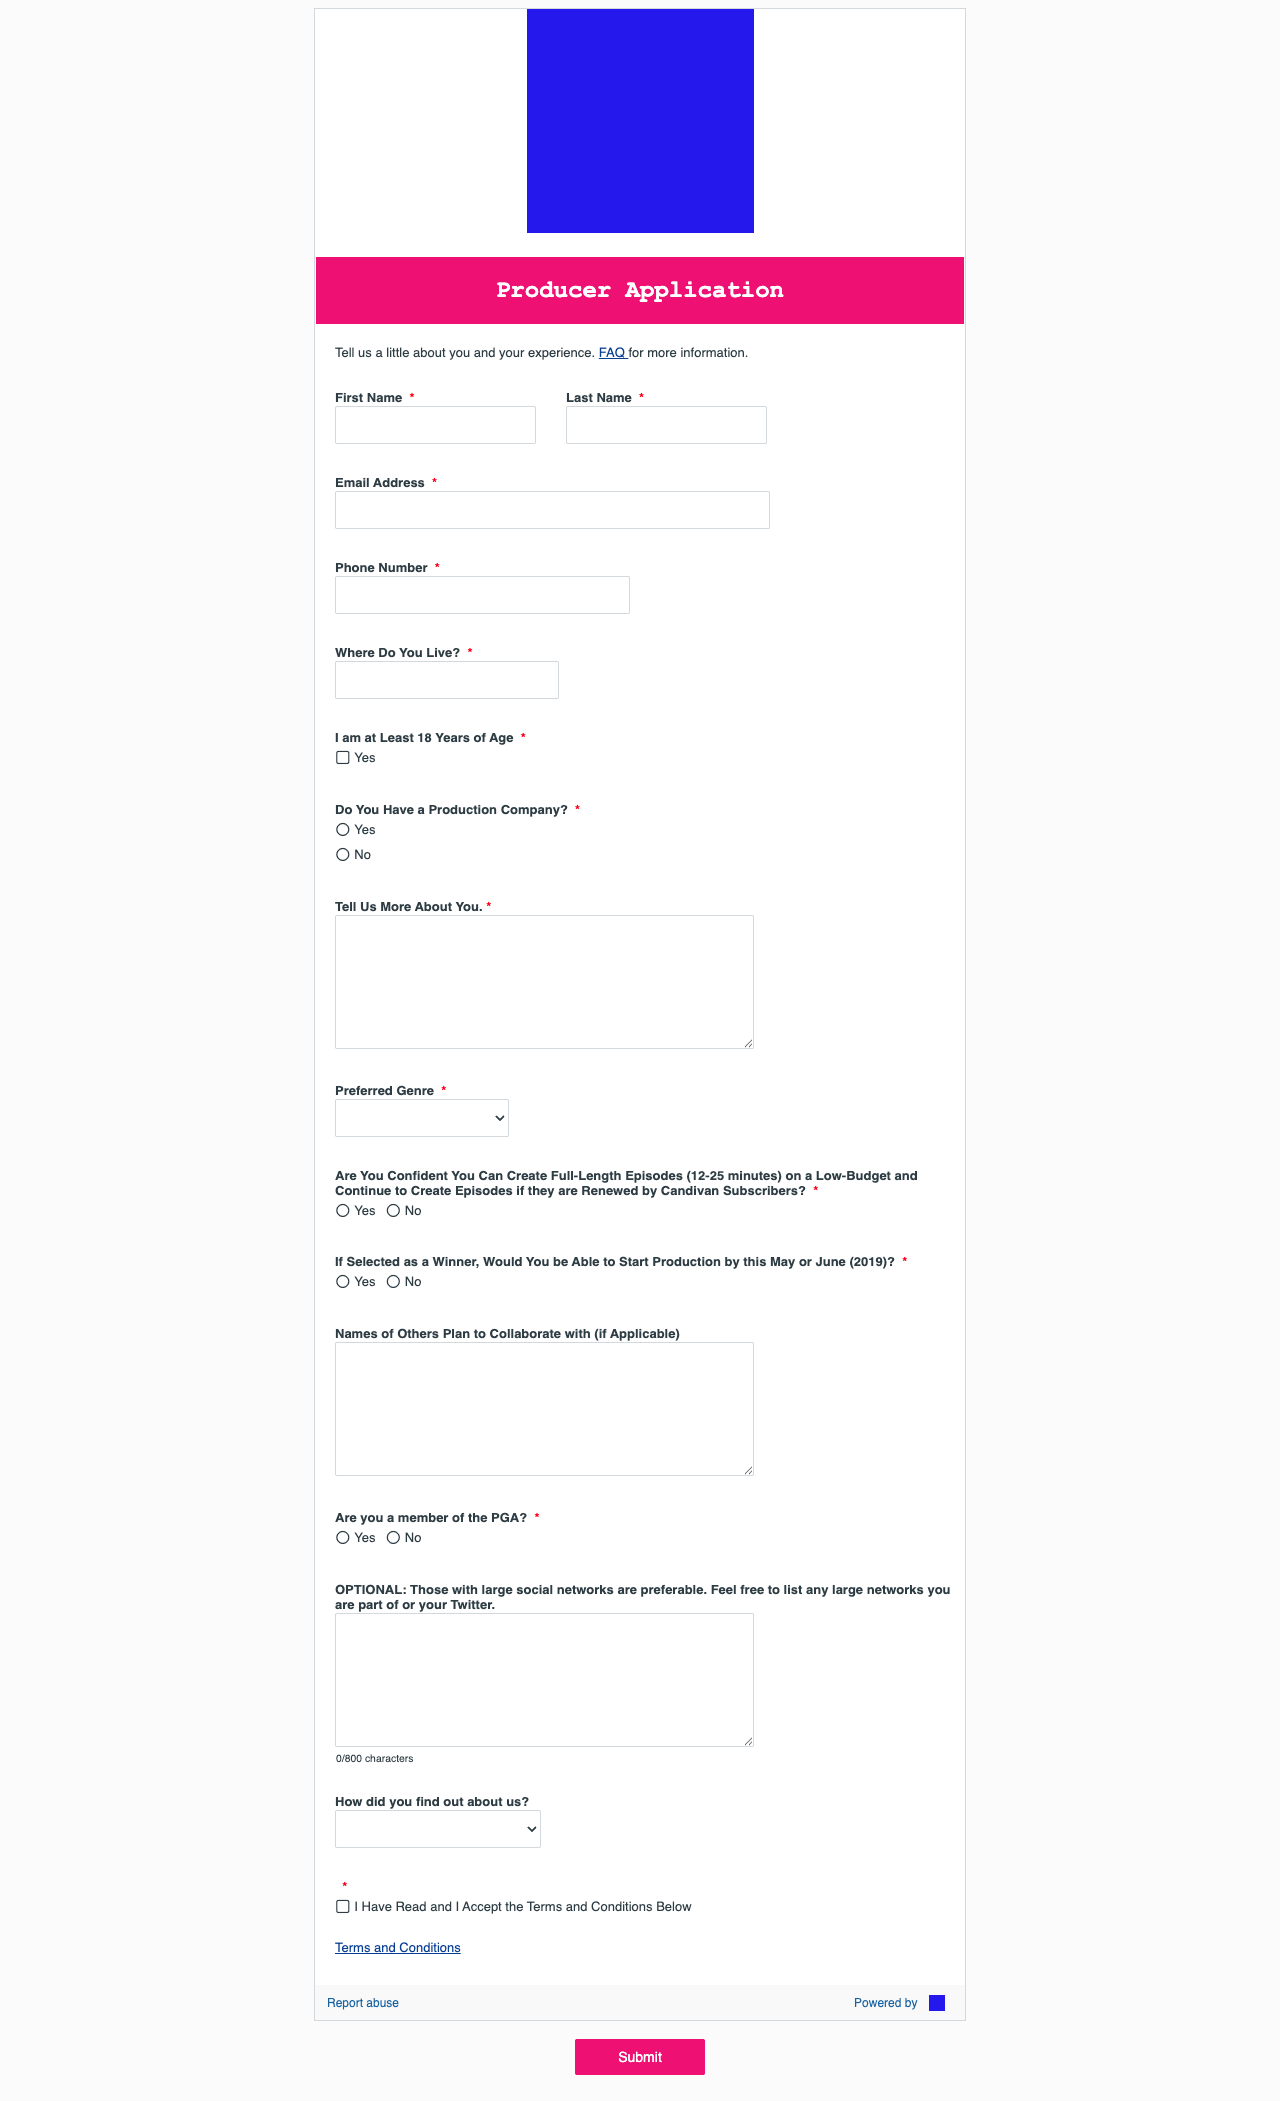 Producer Application
Tell us a little about you and your experience. FAQ for more information.
First Name *
Last Name *
Email Address *
Phone Number *
Where Do You Live? *
I am at Least 18 Years of Age *
Yes
Do You Have a Production Company? *
Yes
No
Tell Us More About You. *
Preferred Genre *
Are You Confident You Can Create Full-Length Episodes (12-25 minutes) on a Low-Budget and
Continue to Create Episodes if they are Renewed by Candivan Subscribers? *
Yes No
If Selected as a Winner, Would You be Able to Start Production by this May or June (2019)? *
Yes No
Names of Others Plan to Collaborate with (if Applicable)
Are you a member of the PGA? *
Yes No
OPTIONAL: Those with large social networks are preferable. Feel free to list any large networks you
are part of or your Twitter.
0/800 characters
How did you find out about us?
*
I Have Read and I Accept the Terms and Conditions Below
Terms and Conditions
Report abuse
Powered by
Submit